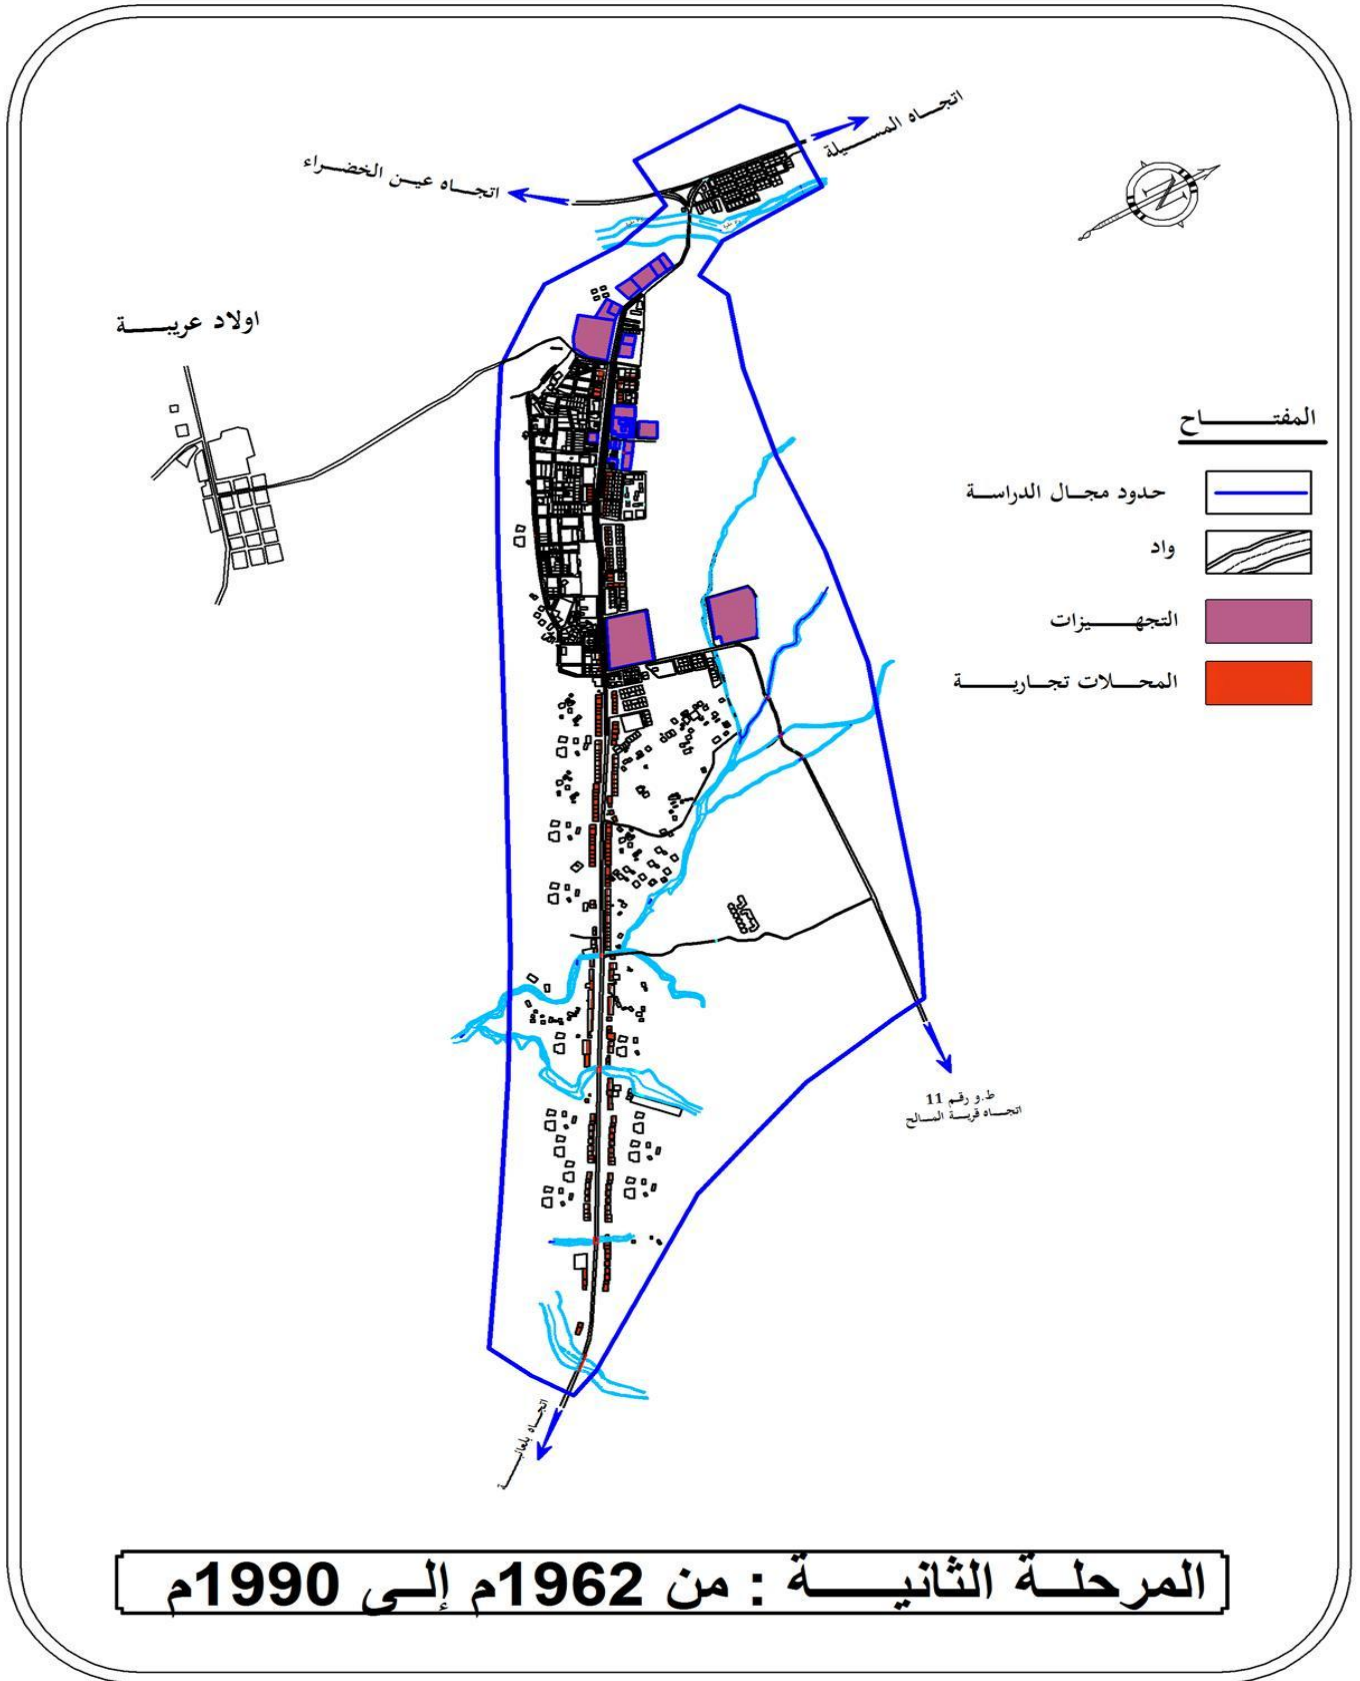 اتجاه المسيلة
اتجاه عين الخضراء
N
اولاد عريبة
المفتاح
حدود مجال الدراسة
واد
التجهيزات
المحلات تجارية
ط.و رقم 11
اتجاه قرية السالح
اتجاه بلعايبة
المرحلة الثانية : من 1962م إلى 1990م